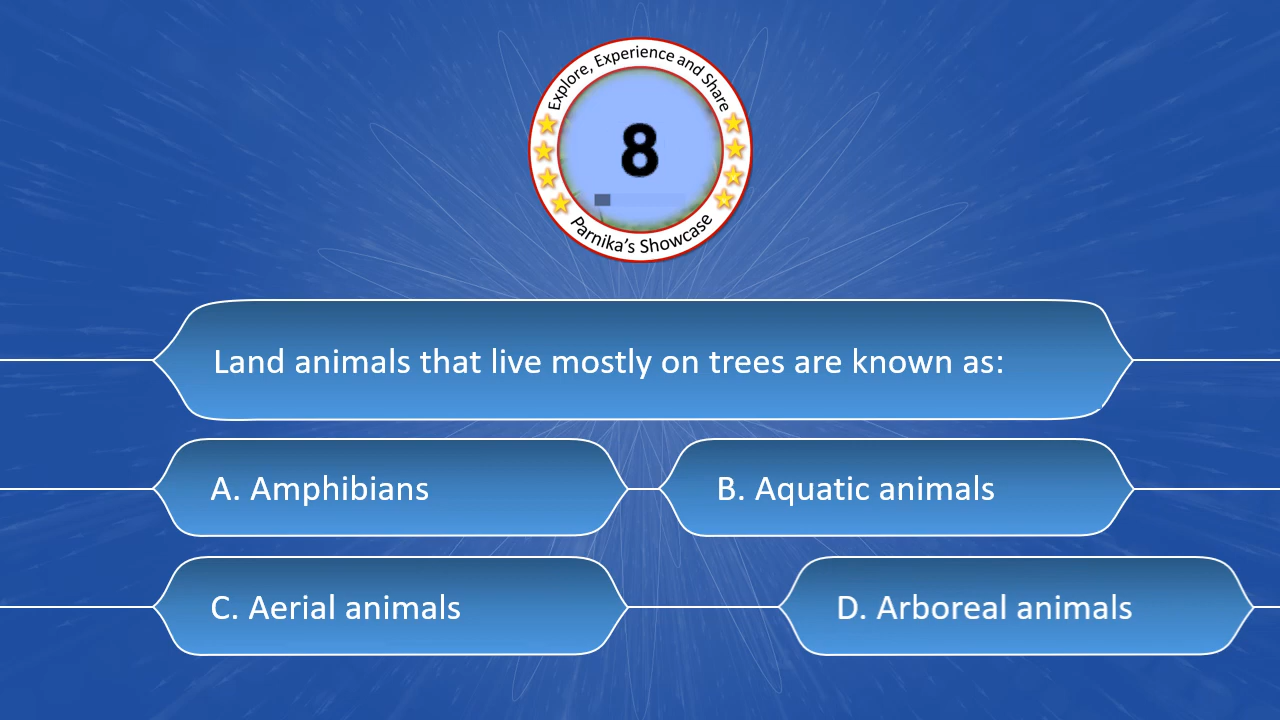 Explore, Experience and Share
8
Parnika's Showcase
Land animals that live mostly on trees are known as:
A. Amphibians
B. Aquatic animals
C. Aerial animals
D. Arboreal animals